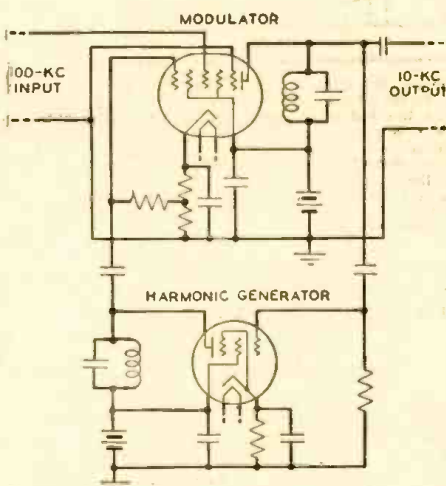 MODULATOR
100-KC
INPUT
10-KC
OUTPUT
HARMONIC GENERATOR